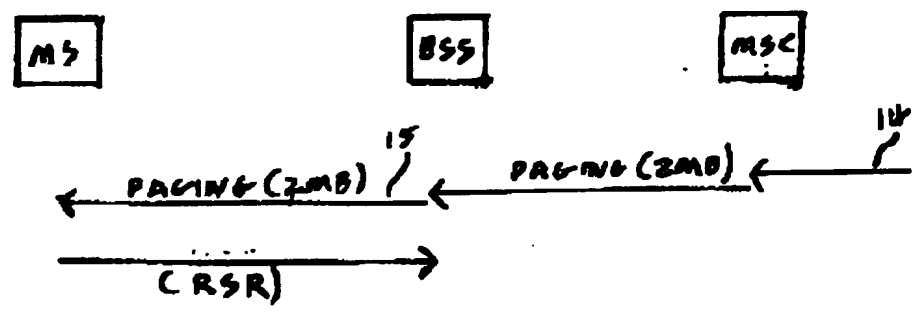 MS
BSS
MSC
14
15
PAGING (ZMB)
PAGING (ZMB)
(RSR)